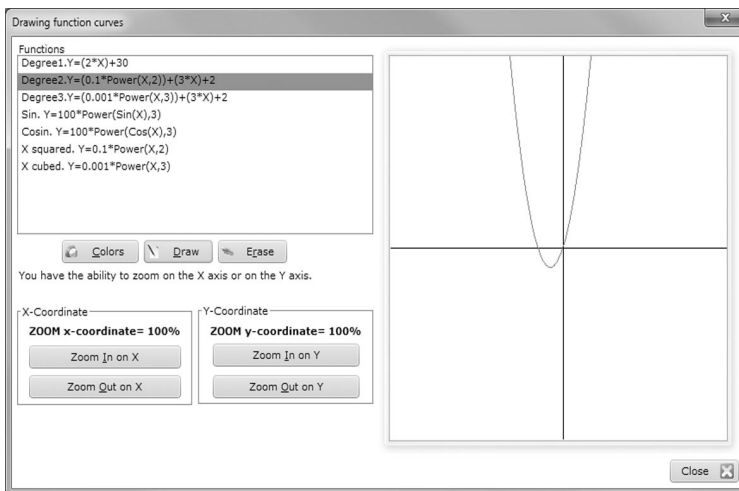 Drawing function curves
X
Functions
Degree1.Y=(2*X)+30
Degree2.Y=(0.1*Power(X,2))+(3*X)+2
Degree3.Y=(0.001*Power(X,3))+(3*X)+2
Sin. Y=100*Power(Sin(X),3)
Cosin. Y=100*Power(Cos(X),3)
X squared. Y=0.1*Power(X,2)
X cubed. Y=0.001*Power(X,3)
Colors Draw Erase
You have the ability to zoom on the X axis or on the Y axis.
X-Coordinate
ZOOM x-coordinate= 100%
Zoom In on X
Zoom Out on X
Y-Coordinate
ZOOM y-coordinate= 100%
Zoom In on Y
Zoom Out on Y
Close